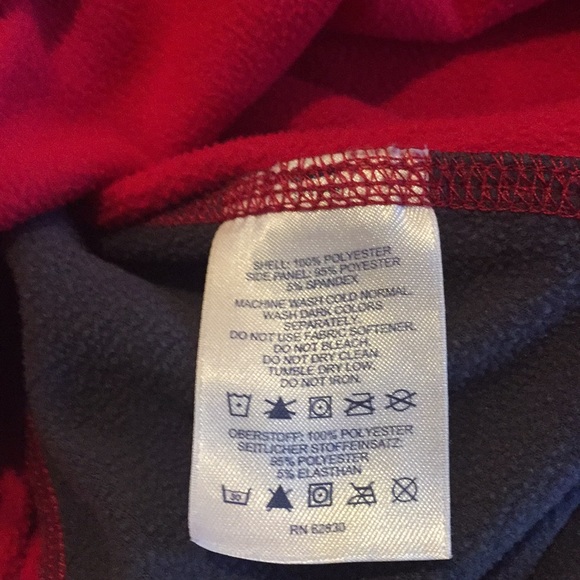 SHELL: 100% POLYESTER
SIDE PANEL: 95% POYESTER
5% SPANDEX
MACHINE WASH COLD NORMAL.
WASH DARK COLORS
SEPARATELY.
DO NOT USE FABRIC SOFTENER.
DO NOT BLEACH.
DO NOT DRY CLEAN.
TUMBLE DRY LOW.
DO NOT IRON.
OBERSTOFF: 100% POLYESTER
SEITLICHER STOFFEINSATZ:
95% POLYESTER
5% ELASTHAN
30
RN 62830